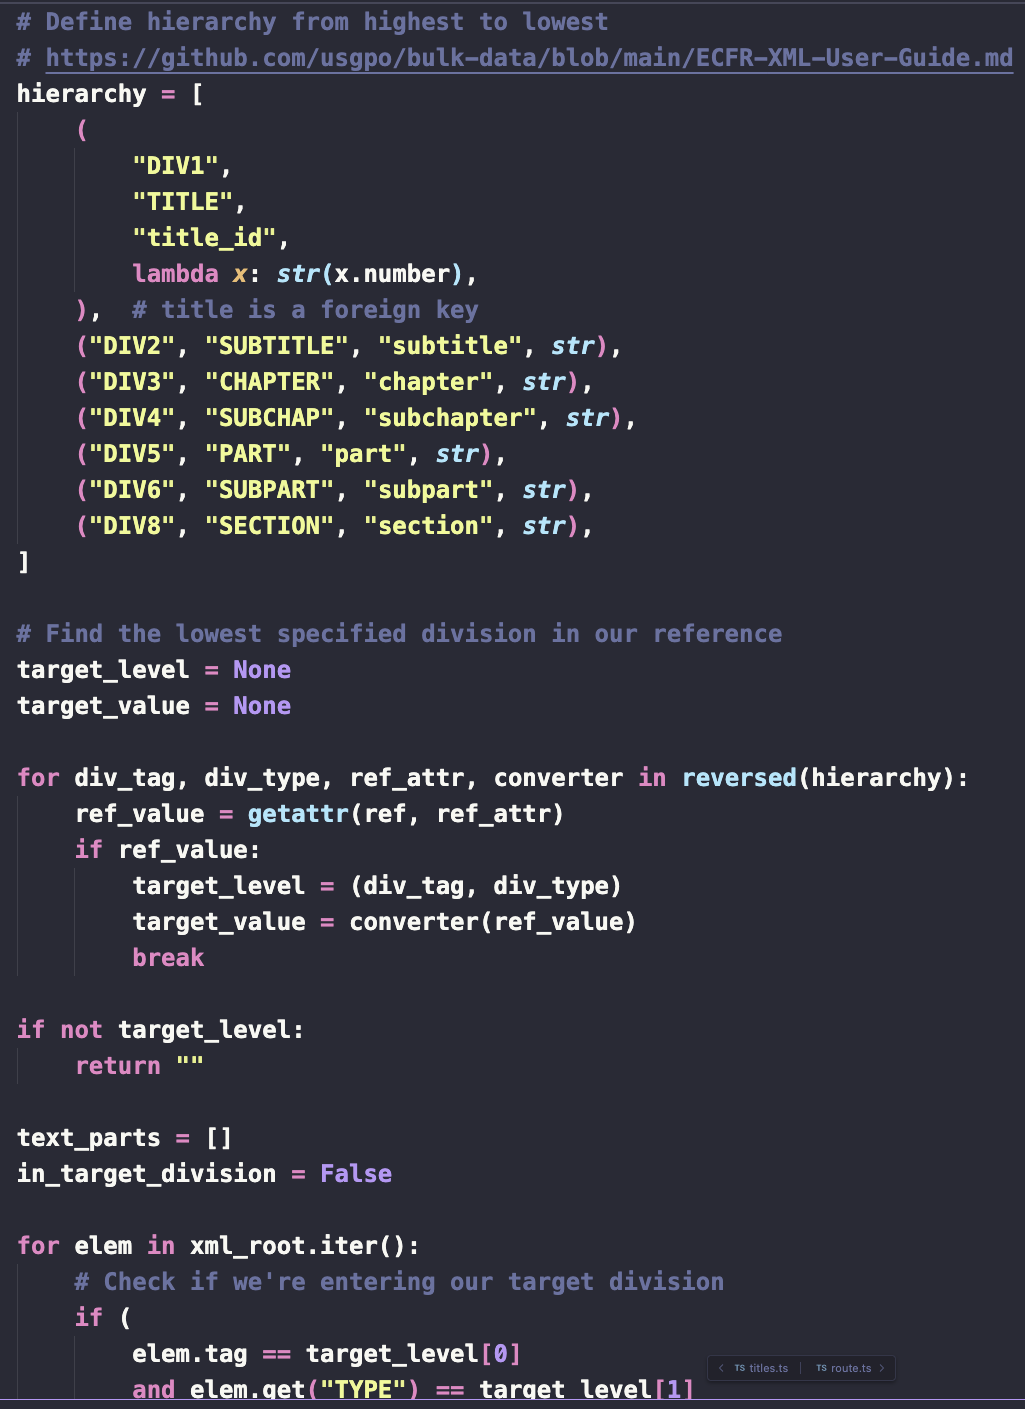 # Define hierarchy from highest to lowest
# https://github.com/usgpo/bulk-data/blob/main/ECFR-XML-User-Guide.md
hierarchy = [
    (
        "DIV1",
        "TITLE",
        "title_id",
        lambda x: str(x.number),
    ),  # title is a foreign key
    ("DIV2", "SUBTITLE", "subtitle", str),
    ("DIV3", "CHAPTER", "chapter", str),
    ("DIV4", "SUBCHAP", "subchapter", str),
    ("DIV5", "PART", "part", str),
    ("DIV6", "SUBPART", "subpart", str),
    ("DIV8", "SECTION", "section", str),
]

# Find the lowest specified division in our reference
target_level = None
target_value = None

for div_tag, div_type, ref_attr, converter in reversed(hierarchy):
    ref_value = getattr(ref, ref_attr)
    if ref_value:
        target_level = (div_tag, div_type)
        target_value = converter(ref_value)
        break

if not target_level:
    return ""

text_parts = []
in_target_division = False

for elem in xml_root.iter():
    # Check if we're entering our target division
    if (
        elem.tag == target_level[0]
        and elem.get("TYPE") == target_level[1]
< TS titles.ts | TS route.ts >